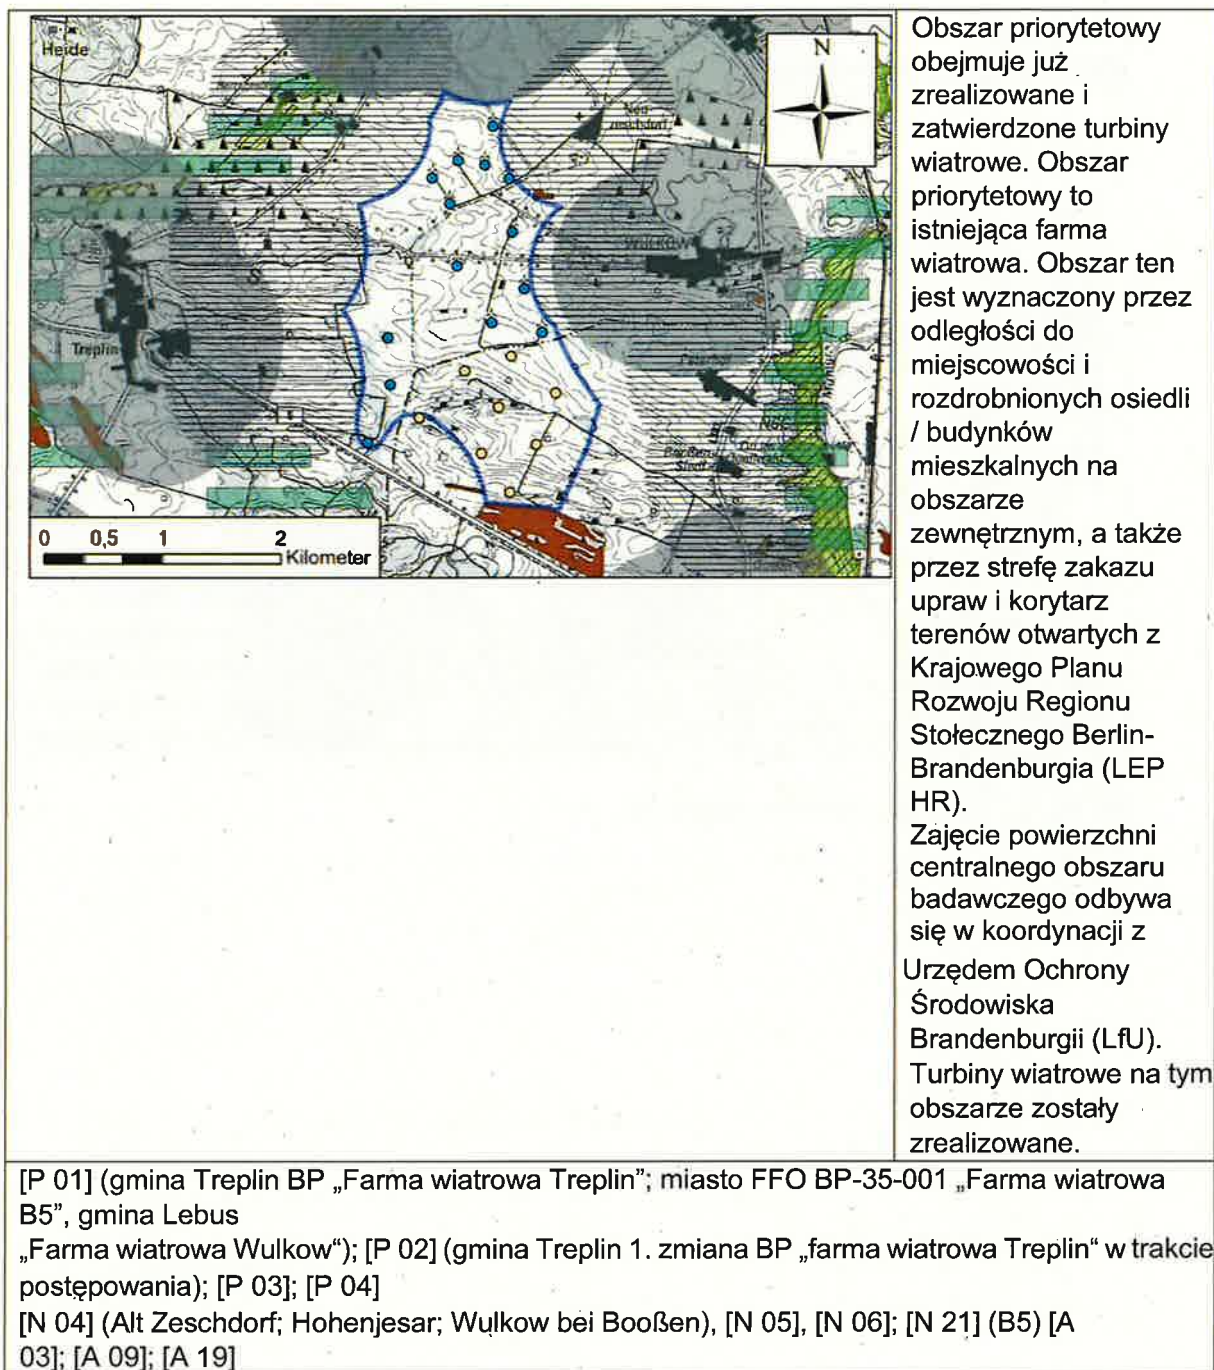 Heide
N
Neu
Zeschdorf
Wulkow
Treplin
0 0,5 1 2
Kilometer
Obszar priorytetowy
obejmuje już
zrealizowane i
zatwierdzone turbiny
wiatrowe. Obszar
priorytetowy to
istniejąca farma
wiatrowa. Obszar ten
jest wyznaczony przez
odległości do
miejscowości i
rozdrobnionych osiedli
/ budynków
mieszkalnych na
obszarze
zewnętrznym, a także
przez strefę zakazu
upraw i korytarz
terenów otwartych z
Krajowego Planu
Rozwoju Regionu
Stołecznego Berlin-
Brandenburgia (LEP
HR).
Zajęcie powierzchni
centralnego obszaru
badawczego odbywa
się w koordynacji z
Urzędem Ochrony
Środowiska
Brandenburgii (LfU).
Turbiny wiatrowe na tym
obszarze zostały
zrealizowane.
[P 01] (gmina Treplin BP „Farma wiatrowa Treplin”; miasto FFO BP-35-001 „Farma wiatrowa
B5”, gmina Lebus
„Farma wiatrowa Wulkow“); [P 02] (gmina Treplin 1. zmiana BP „farma wiatrowa Treplin“ w trakcie
postępowania); [P 03]; [P 04]
[N 04] (Alt Zeschdorf; Hohenjesar; Wulkow bei Booßen), [N 05], [N 06]; [N 21] (B5) [A
03]; [A 09]; [A 19]